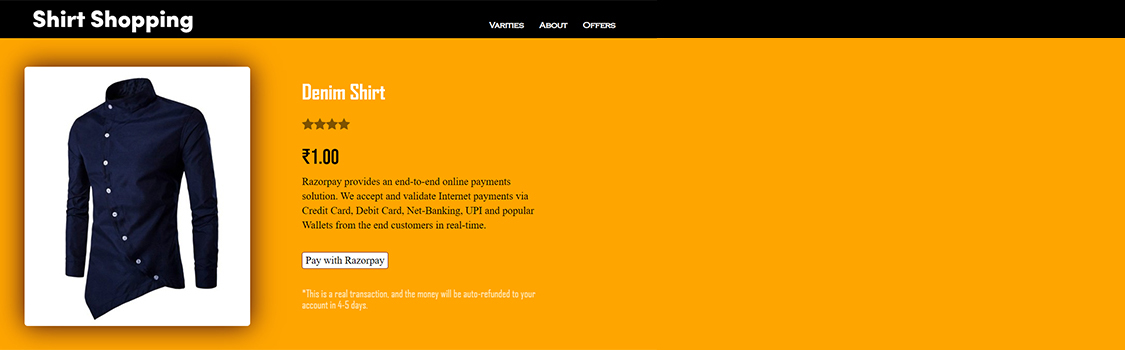 Shirt Shopping
Varities About Offers
Denim Shirt
₹1.00
Razorpay provides an end-to-end online payments
solution. We accept and validate Internet payments via
Credit Card, Debit Card, Net-Banking, UPI and popular
Wallets from the end customers in real-time.
Pay with Razorpay
*This is a real transaction, and the money will be auto-refunded to your
account in 4-5 days.